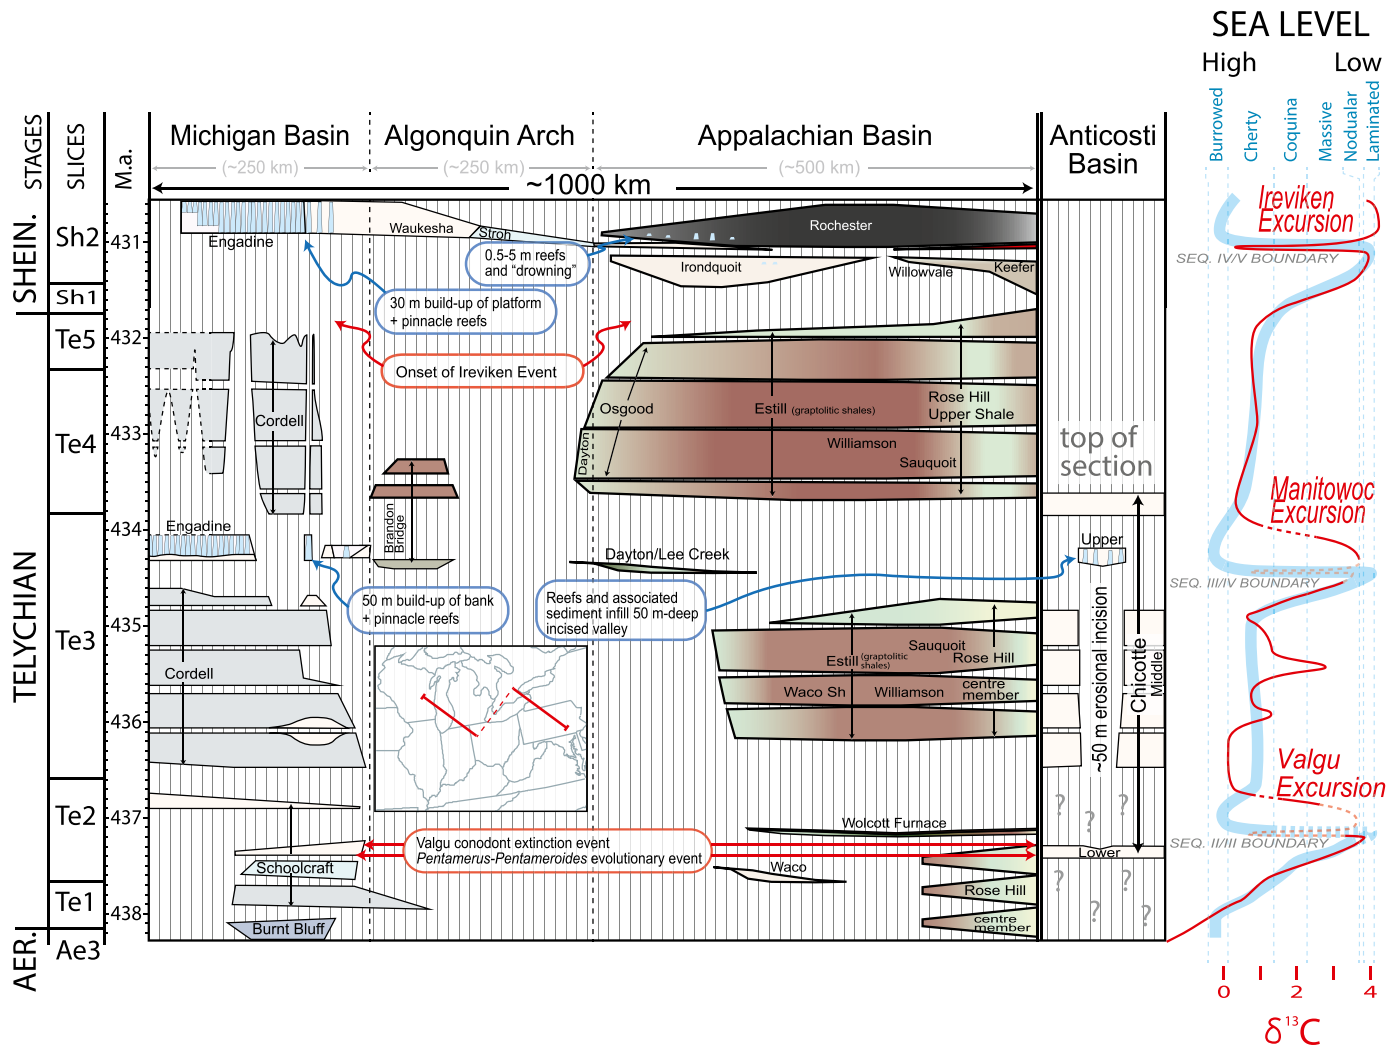 SEA LEVEL
High
Low
Burrowed
Cherty
Coquina
Massive
Nodualar
Laminated
STAGES
SLICES
M.a.
Michigan Basin
Algonquin Arch
Appalachian Basin
Anticosti
Basin
(~250 km)
(~250 km)
(~500 km)
~1000 km
SHEIN.
TELYCHIAN
AER.
Sh2
Sh1
Te5
Te4
Te3
Te2
Te1
Ae3
431
432
433
434
435
436
437
438
Engadine
Waukesha
Stroh
Rochester
0.5-5 m reefs
and “drowning”
Irondquoit
Willowvale
Keefer
30 m build-up of platform
+ pinnacle reefs
Onset of Ireviken Event
Cordell
Osgood
Dayton
Estill (graptolitic shales)
Rose Hill
Upper Shale
Williamson
Sauquoit
top of
section
Brandon
Bridge
Engadine
Dayton/Lee Creek
Upper
50 m build-up of bank
+ pinnacle reefs
Reefs and associated
sediment infill 50 m-deep
incised valley
Cordell
Estill (graptolitic
shales)
Sauquoit
Rose Hill
Waco Sh
Williamson
centre
member
~50 m erosional incision
Chicotte
Middle
Wolcott Furnace
Valgu conodont extinction event
Pentamerus-Pentameroides evolutionary event
Lower
Schoolcraft
Waco
Rose Hill
centre
member
Burnt Bluff
? ? ?
? ?
? ?
Ireviken
Excursion
SEQ. IV/V BOUNDARY
Manitowoc
Excursion
SEQ. III/IV BOUNDARY
Valgu
Excursion
SEQ. II/III BOUNDARY
0 2 4
δ13C